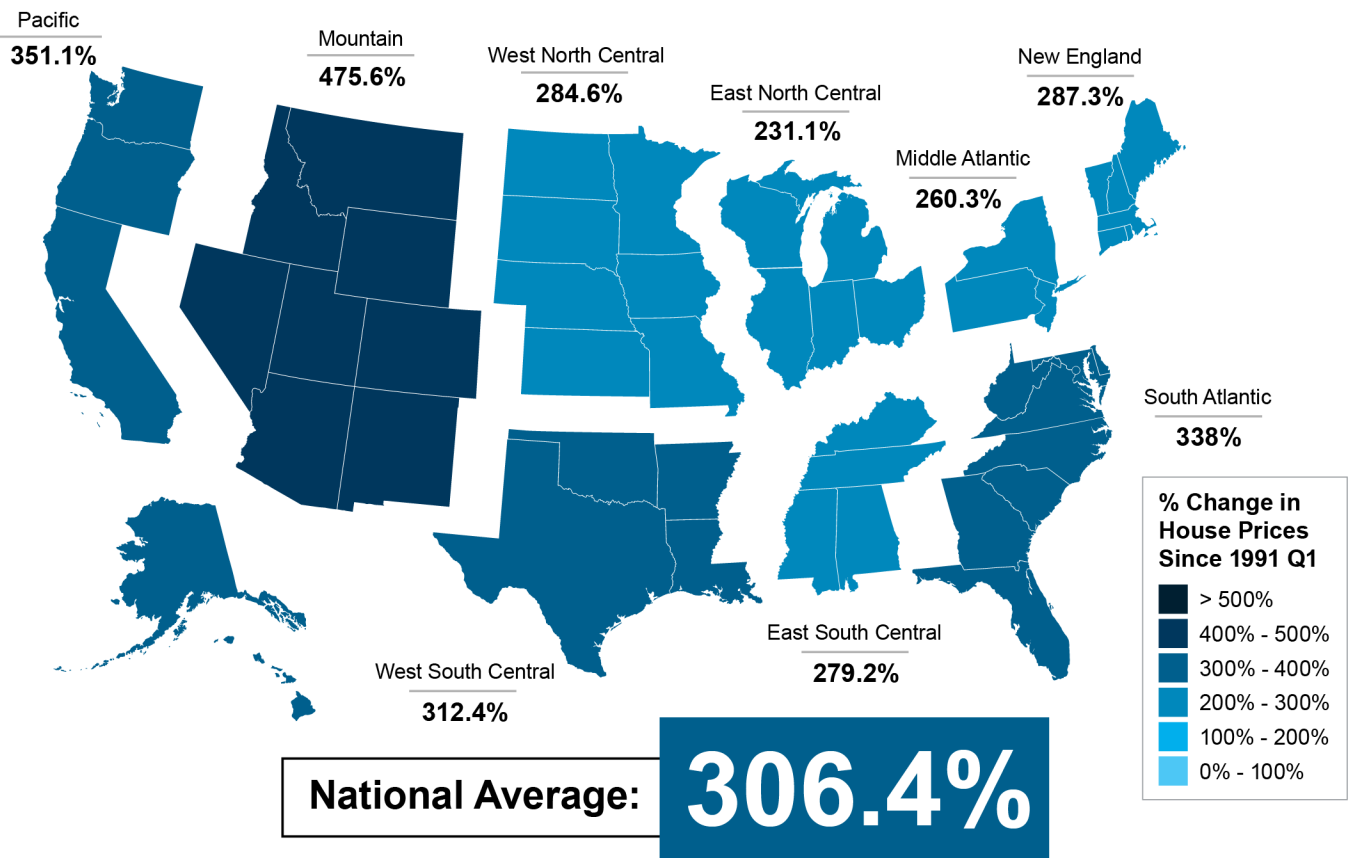 Pacific
351.1%
Mountain
475.6%
West North Central
284.6%
East North Central
231.1%
Middle Atlantic
260.3%
New England
287.3%
South Atlantic
338%
% Change in
House Prices
Since 1991 Q1
> 500%
400% - 500%
300% - 400%
200% - 300%
100% - 200%
0% - 100%
East South Central
279.2%
West South Central
312.4%
National Average:
306.4%